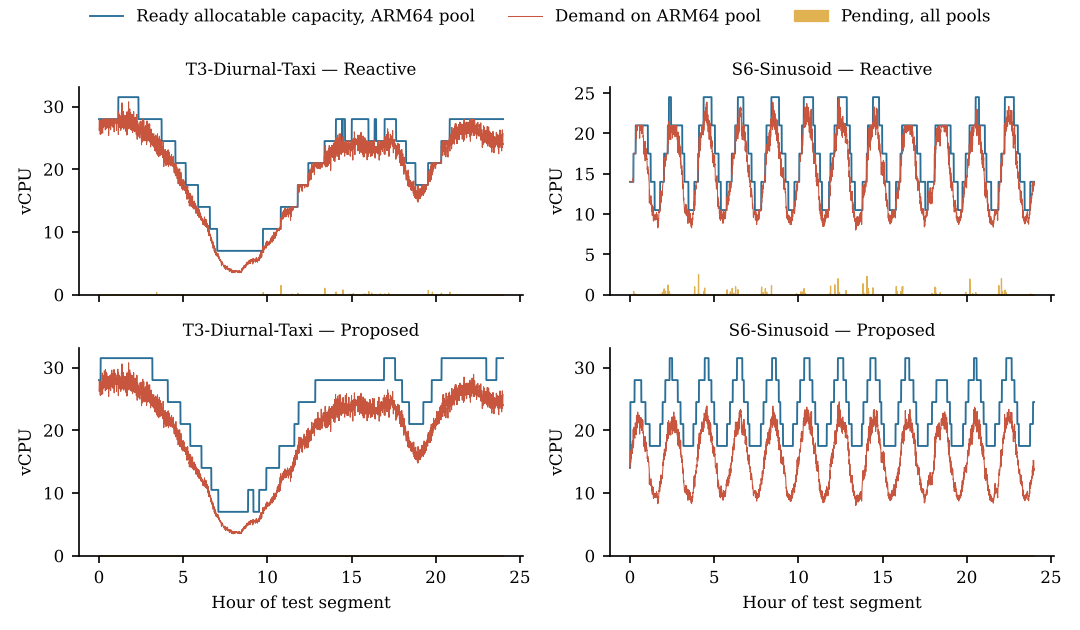 Ready allocatable capacity, ARM64 pool Demand on ARM64 pool Pending, all pools
T3-Diurnal-Taxi — Reactive
30
20
10
0
vCPU
S6-Sinusoid — Reactive
25
20
15
10
5
0
vCPU
T3-Diurnal-Taxi — Proposed
30
20
10
0
vCPU
0 5 10 15 20 25
Hour of test segment
S6-Sinusoid — Proposed
30
20
10
0
vCPU
0 5 10 15 20 25
Hour of test segment